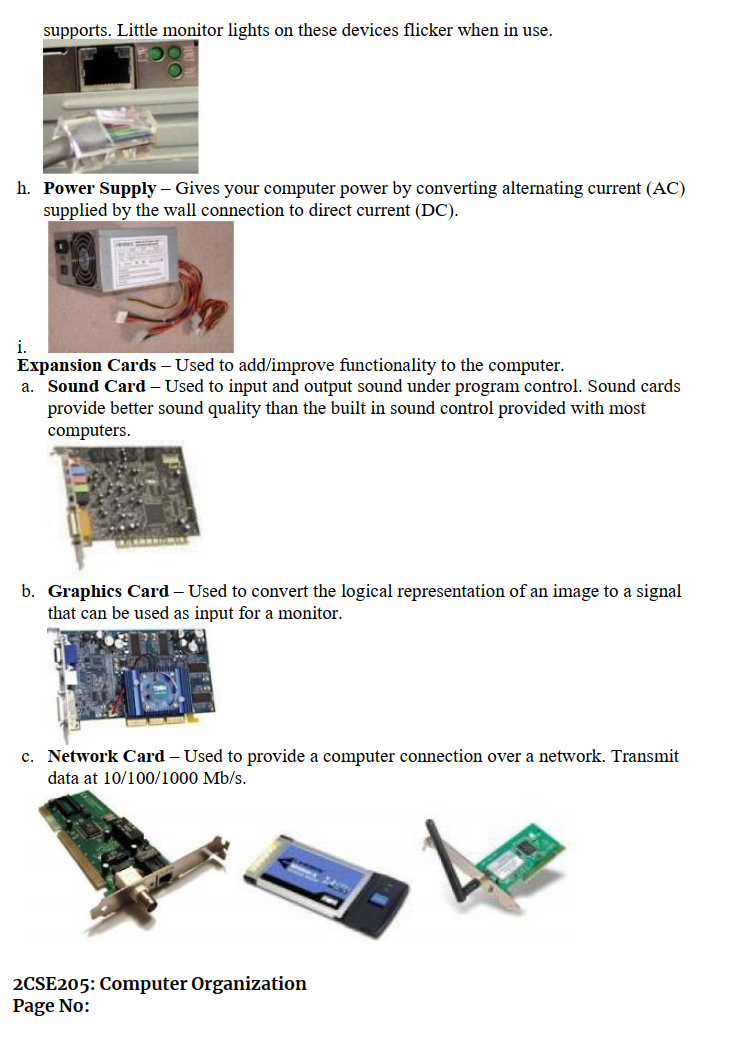 supports. Little monitor lights on these devices flicker when in use.
h. Power Supply – Gives your computer power by converting alternating current (AC)
supplied by the wall connection to direct current (DC).
i.
Expansion Cards – Used to add/improve functionality to the computer.
a. Sound Card – Used to input and output sound under program control. Sound cards
provide better sound quality than the built in sound control provided with most
computers.
b. Graphics Card – Used to convert the logical representation of an image to a signal
that can be used as input for a monitor.
c. Network Card – Used to provide a computer connection over a network. Transmit
data at 10/100/1000 Mb/s.
2CSE205: Computer Organization
Page No: